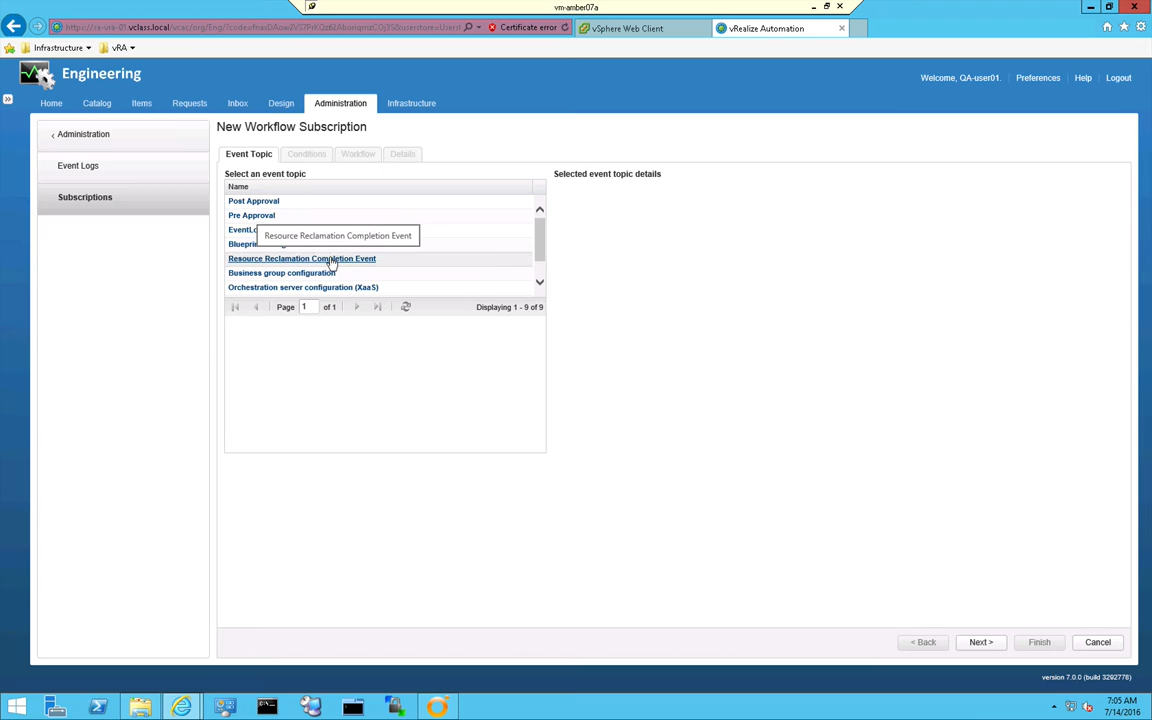 vm-amber07a
Certificate error
vSphere Web Client
vRealize Automation
Infrastructure
vRA
Engineering
Welcome, QA-user01.
Preferences
Help
Logout
Home
Catalog
Items
Requests
Inbox
Design
Administration
Infrastructure
Administration
Event Logs
Subscriptions
New Workflow Subscription
Event Topic
Conditions
Workflow
Details
Select an event topic
Selected event topic details
Name
Post Approval
Pre Approval
Resource Reclamation Completion Event
Resource Reclamation Completion Event
Business group configuration
Orchestration server configuration (XaaS)
Page 1 of 1
Displaying 1 - 9 of 9
< Back
Next >
Finish
Cancel
version 7.0.0 (build 3292778)
7:05 AM
7/14/2016